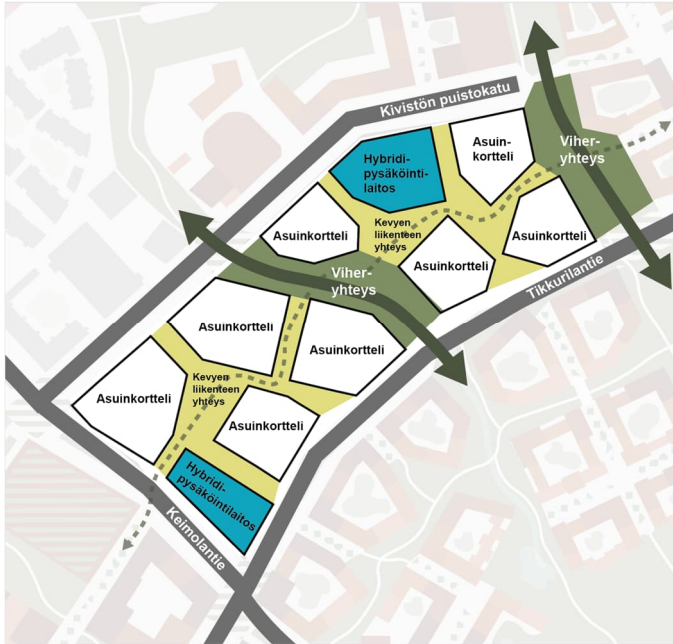 Kivistön puistokatu
Asuin-
kortteli
Viher-
yhteys
Hybridi-
pysäköinti-
laitos
Kevyen
liikenteen
yhteys
Asuinkortteli
Asuinkortteli
Asuinkortteli
Viher-
yhteys
Tikkurilantie
Asuinkortteli
Asuinkortteli
Kevyen
liikenteen
yhteys
Asuinkortteli
Asuinkortteli
Hybridi-
pysäköintilaitos
Keimolantie